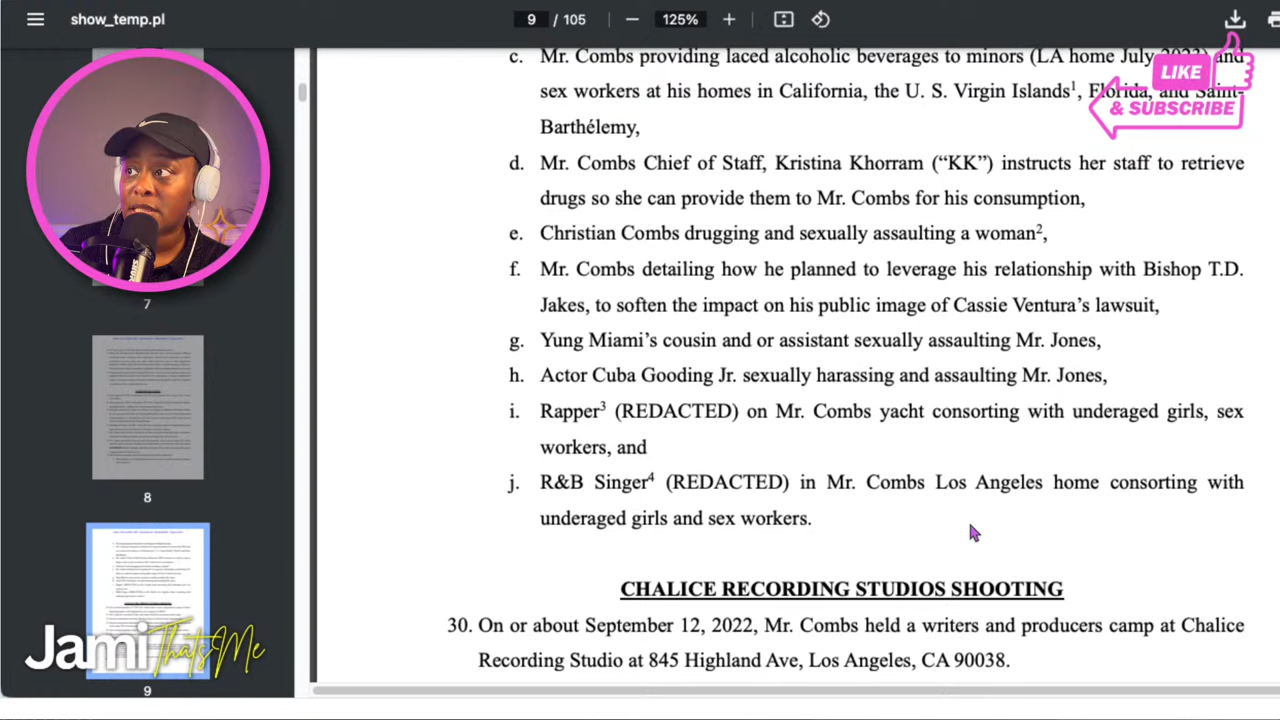 show_temp.pl
9 / 105
125%
c. Mr. Combs providing laced alcoholic beverages to minors (LA home July 2023) and
sex workers at his homes in California, the U. S. Virgin Islands¹, Florida, and Saint-
Barthélemy,
d. Mr. Combs Chief of Staff, Kristina Khorram (“KK”) instructs her staff to retrieve
drugs so she can provide them to Mr. Combs for his consumption,
e. Christian Combs drugging and sexually assaulting a woman²,
f. Mr. Combs detailing how he planned to leverage his relationship with Bishop T.D.
Jakes, to soften the impact on his public image of Cassie Ventura’s lawsuit,
g. Yung Miami’s cousin and or assistant sexually assaulting Mr. Jones,
h. Actor Cuba Gooding Jr. sexually harassing and assaulting Mr. Jones,
i. Rapper³ (REDACTED) on Mr. Combs yacht consorting with underaged girls, sex
workers, and
j. R&B Singer⁴ (REDACTED) in Mr. Combs Los Angeles home consorting with
underaged girls and sex workers.
CHALICE RECORDING STUDIOS SHOOTING
30. On or about September 12, 2022, Mr. Combs held a writers and producers camp at Chalice
Recording Studio at 845 Highland Ave, Los Angeles, CA 90038.
LIKE
& SUBSCRIBE
7
8
9
Jami ThatsMe